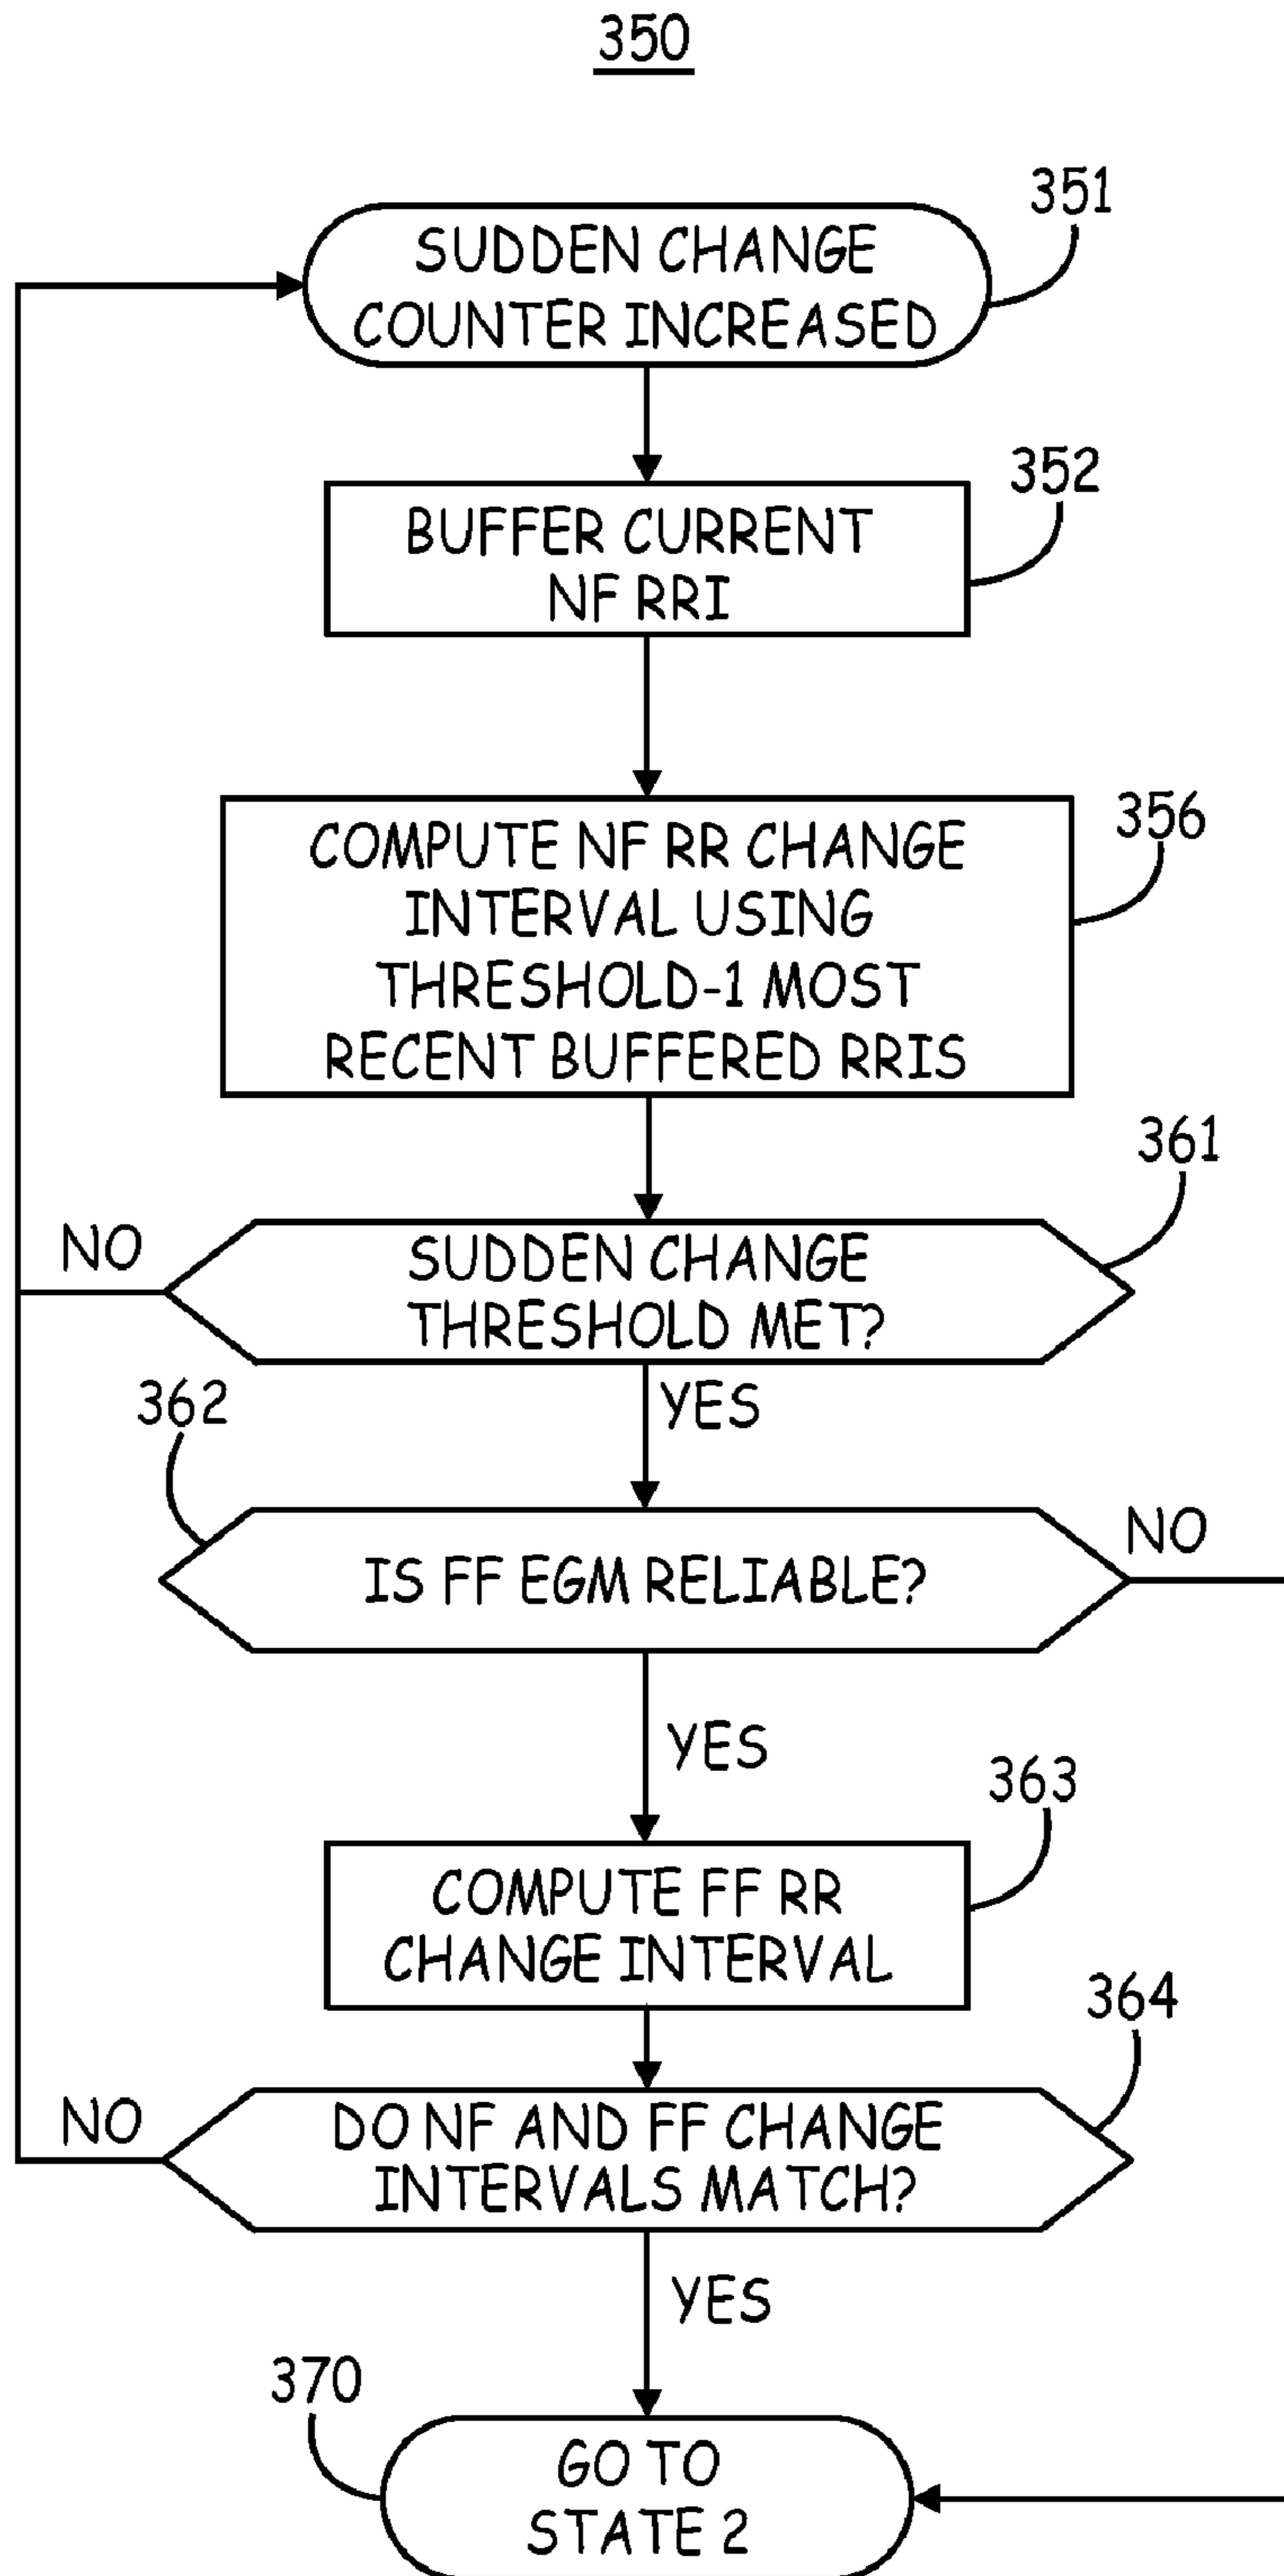 350
351
SUDDEN CHANGE
COUNTER INCREASED
352
BUFFER CURRENT
NF RRI
356
COMPUTE NF RR CHANGE
INTERVAL USING
THRESHOLD-1 MOST
RECENT BUFFERED RRIS
361
NO
SUDDEN CHANGE
THRESHOLD MET?
362
YES
NO
IS FF EGM RELIABLE?
YES
363
COMPUTE FF RR
CHANGE INTERVAL
364
NO
DO NF AND FF CHANGE
INTERVALS MATCH?
YES
370
GO TO
STATE 2